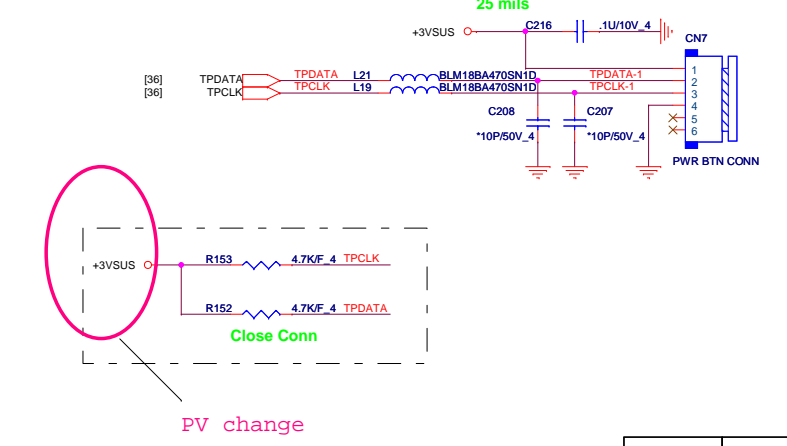 25 mils
+3VSUS C216 .1U/10V_4
CN7
[36] TPDATA TPDATA L21 BLM18BA470SN1D TPDATA-1 1
2
[36] TPCLK TPCLK L19 BLM18BA470SN1D TPCLK-1 3
4
C208 C207 5
*10P/50V_4 *10P/50V_4 6
PWR BTN CONN
+3VSUS R153 4.7K/F_4 TPCLK
R152 4.7K/F_4 TPDATA
Close Conn
PV change